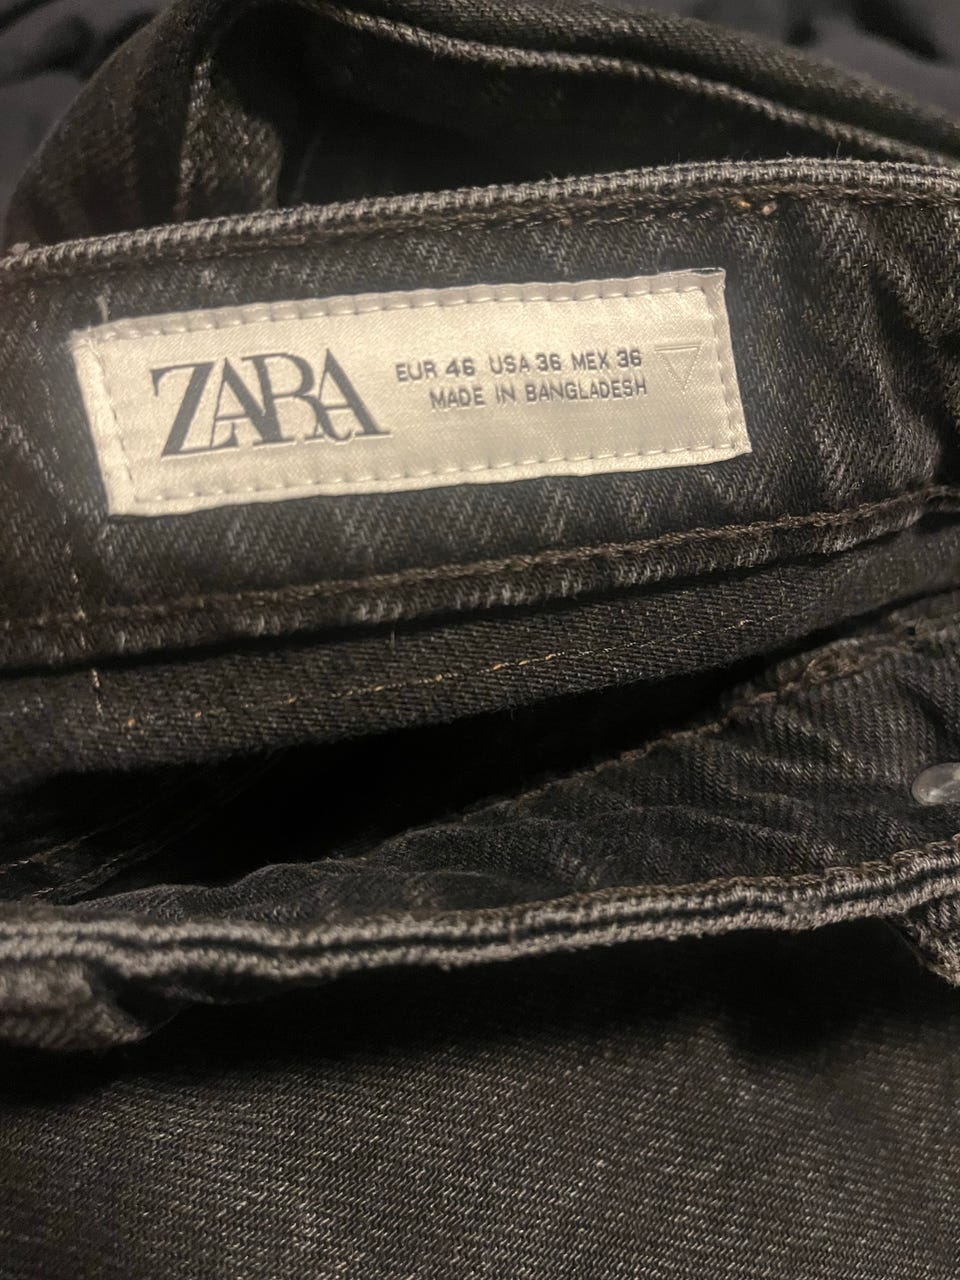 ZARA
EUR 46 USA 36 MEX 36
MADE IN BANGLADESH